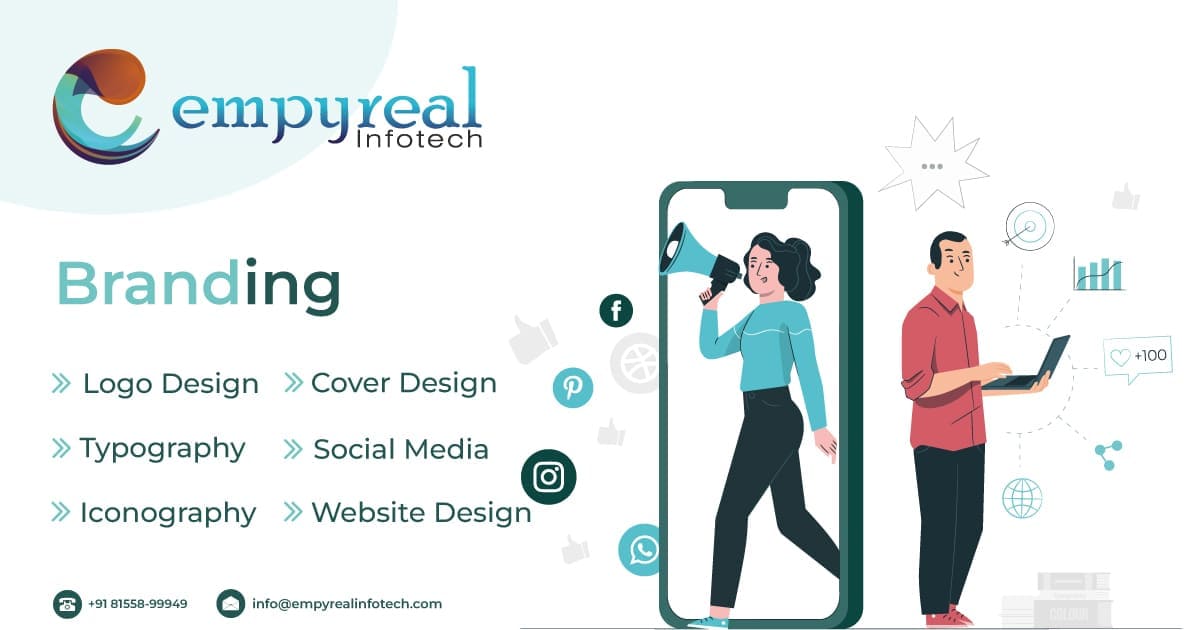 empyreal
Infotech
Branding
Logo Design
Cover Design
Typography
Social Media
Iconography
Website Design
+100
COLOUR
+91 81558-99949
info@empyrealinfotech.com